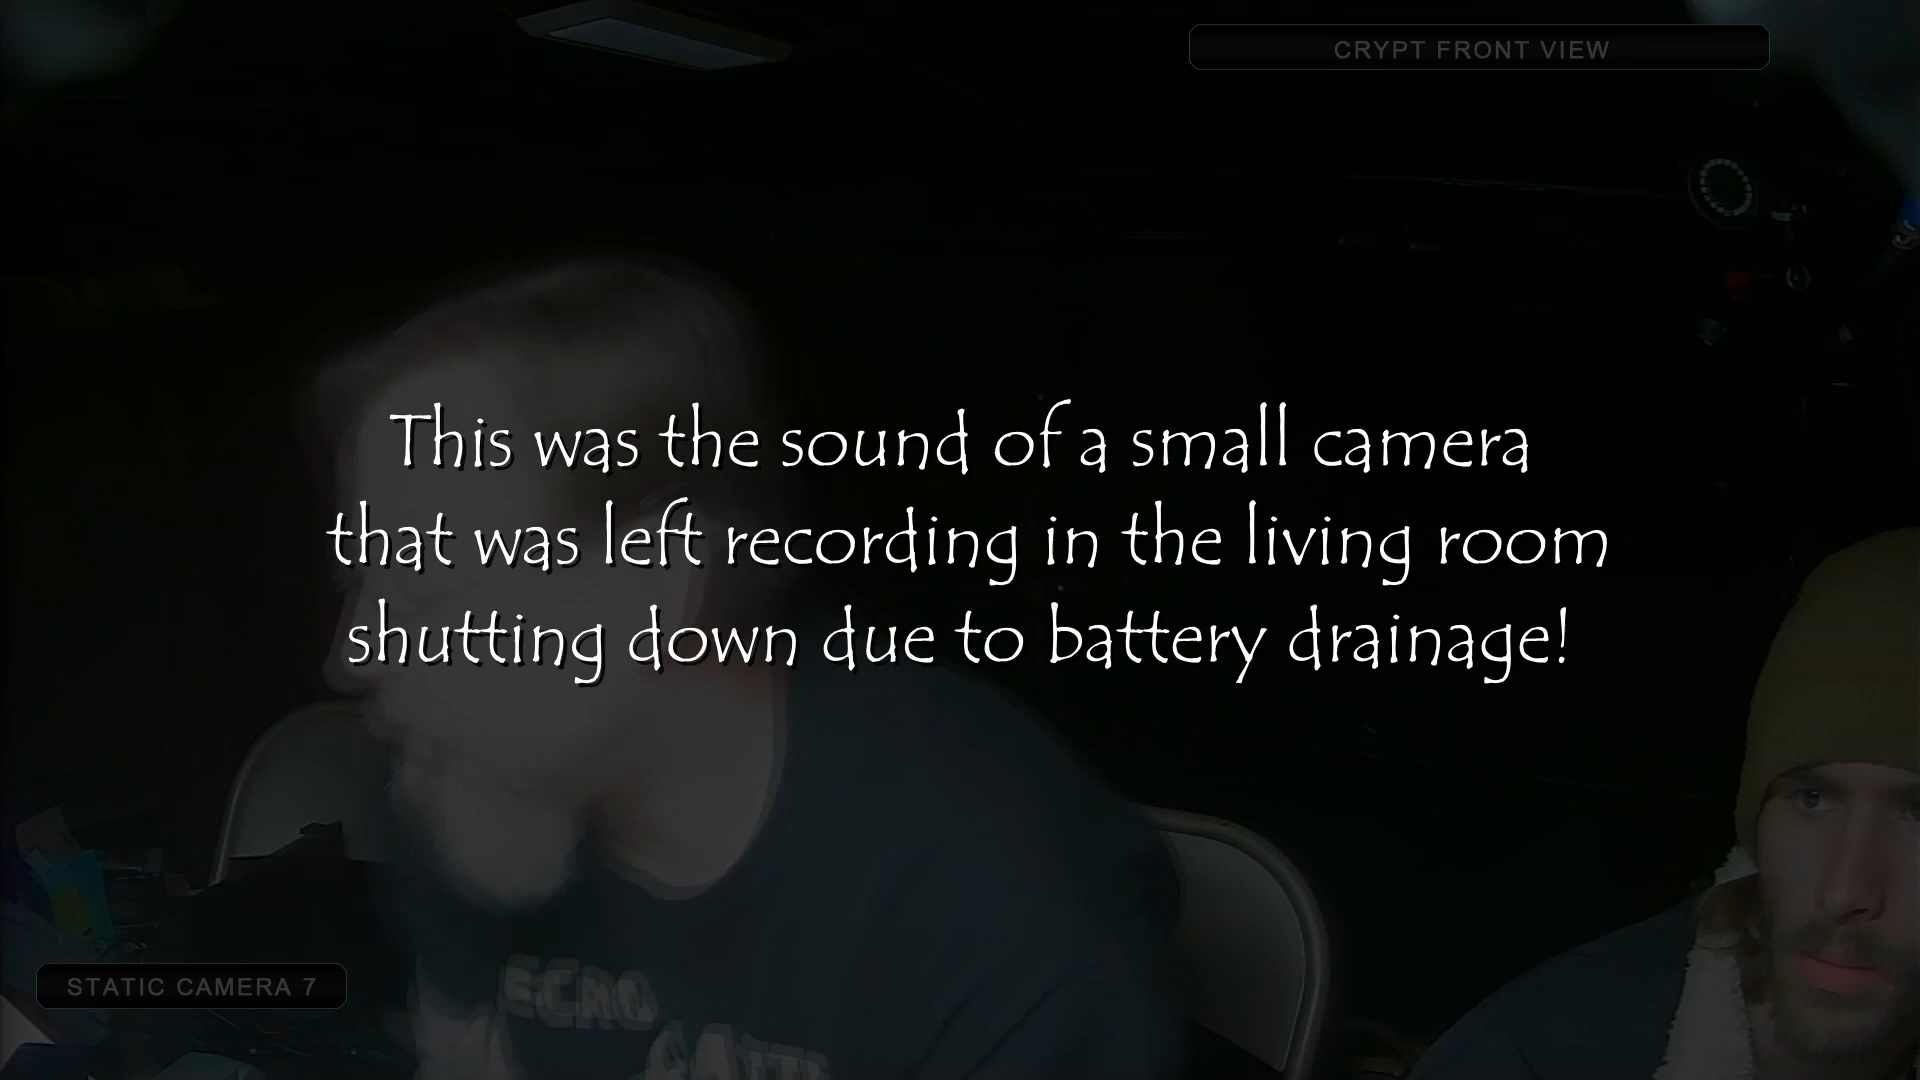 CRYPT FRONT VIEW
This was the sound of a small camera
that was left recording in the living room
shutting down due to battery drainage!
STATIC CAMERA 7